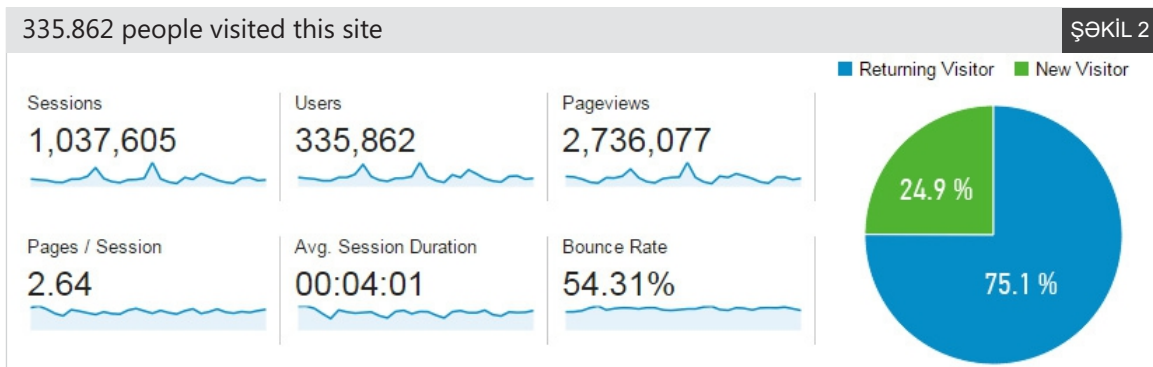 335.862 people visited this site
ŞƏKİL 2
Returning Visitor New Visitor
Sessions
1,037,605
Users
335,862
Pageviews
2,736,077
Pages / Session
2.64
Avg. Session Duration
00:04:01
Bounce Rate
54.31%
24.9 %
75.1 %